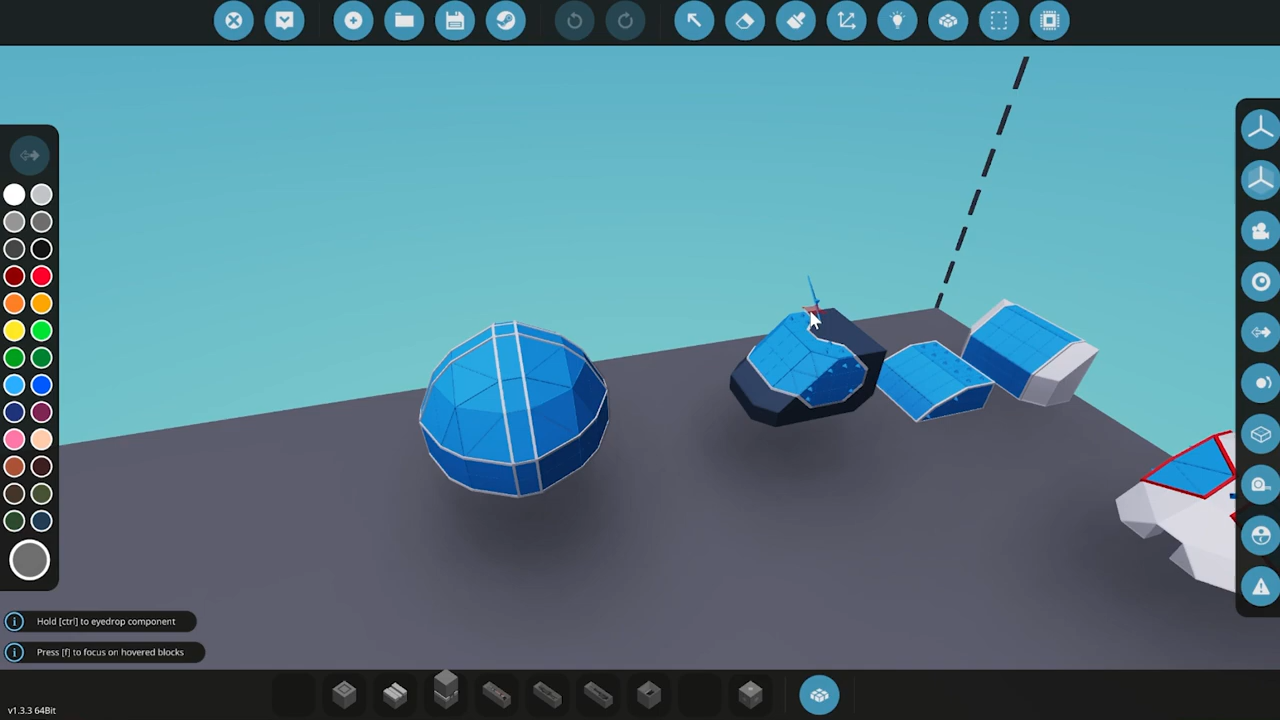 Hold [ctrl] to eyedrop component
Press [f] to focus on hovered blocks
v1.3.3 64Bit